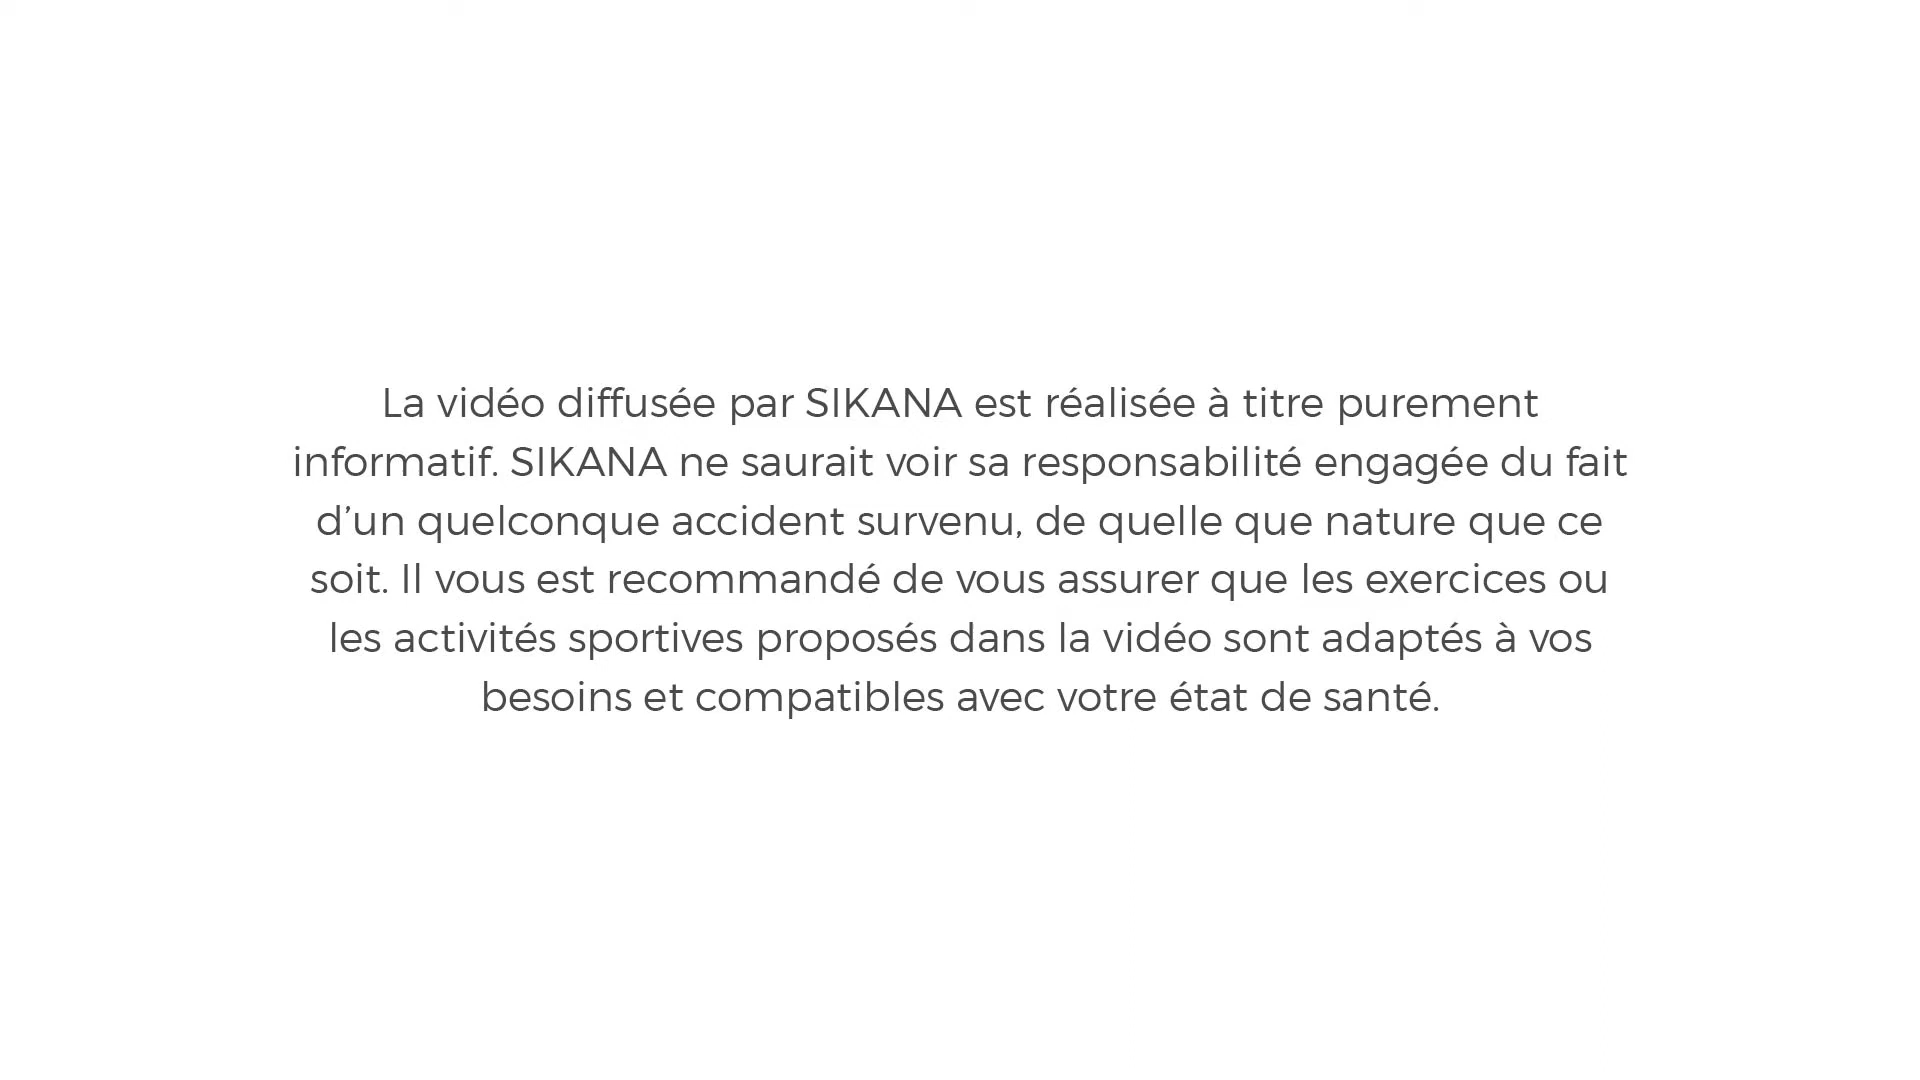 La vidéo diffusée par SIKANA est réalisée à titre purement
informatif. SIKANA ne saurait voir sa responsabilité engagée du fait
d’un quelconque accident survenu, de quelle que nature que ce
soit. Il vous est recommandé de vous assurer que les exercices ou
les activités sportives proposés dans la vidéo sont adaptés à vos
besoins et compatibles avec votre état de santé.